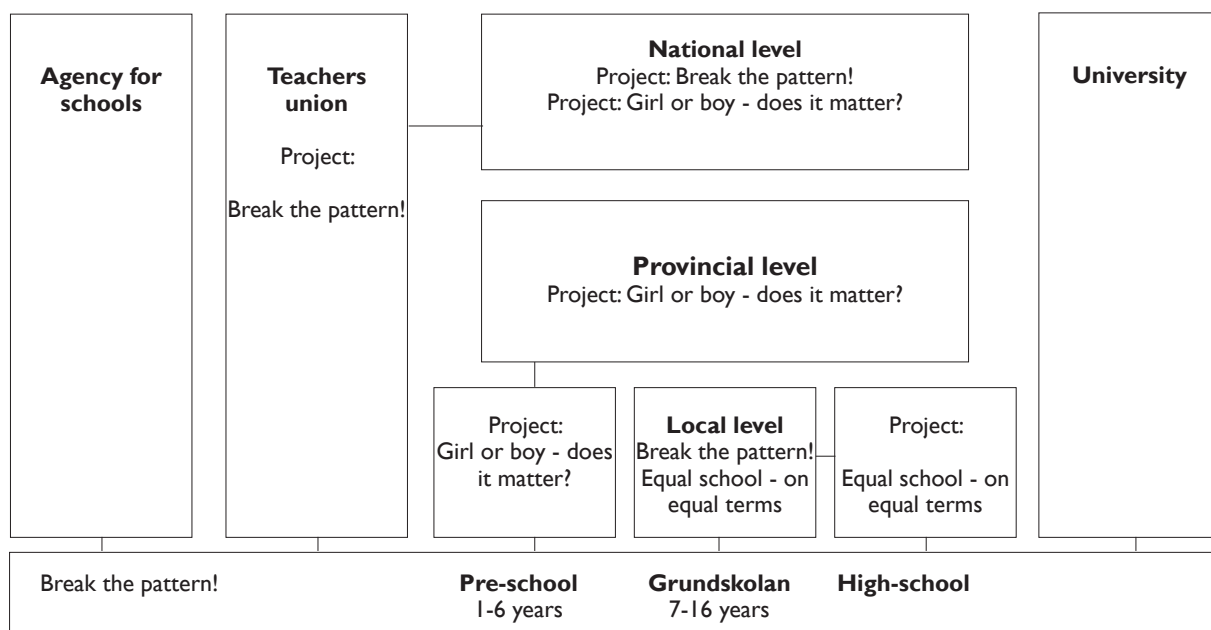 Agency for
schools
Teachers
union
Project:
Break the pattern!
National level
Project: Break the pattern!
Project: Girl or boy - does it matter?
University
Provincial level
Project: Girl or boy - does it matter?
Project:
Girl or boy - does
it matter?
Local level
Break the pattern!
Equal school - on
equal terms
Project:
Equal school - on
equal terms
Break the pattern!
Pre-school
1-6 years
Grundskolan
7-16 years
High-school